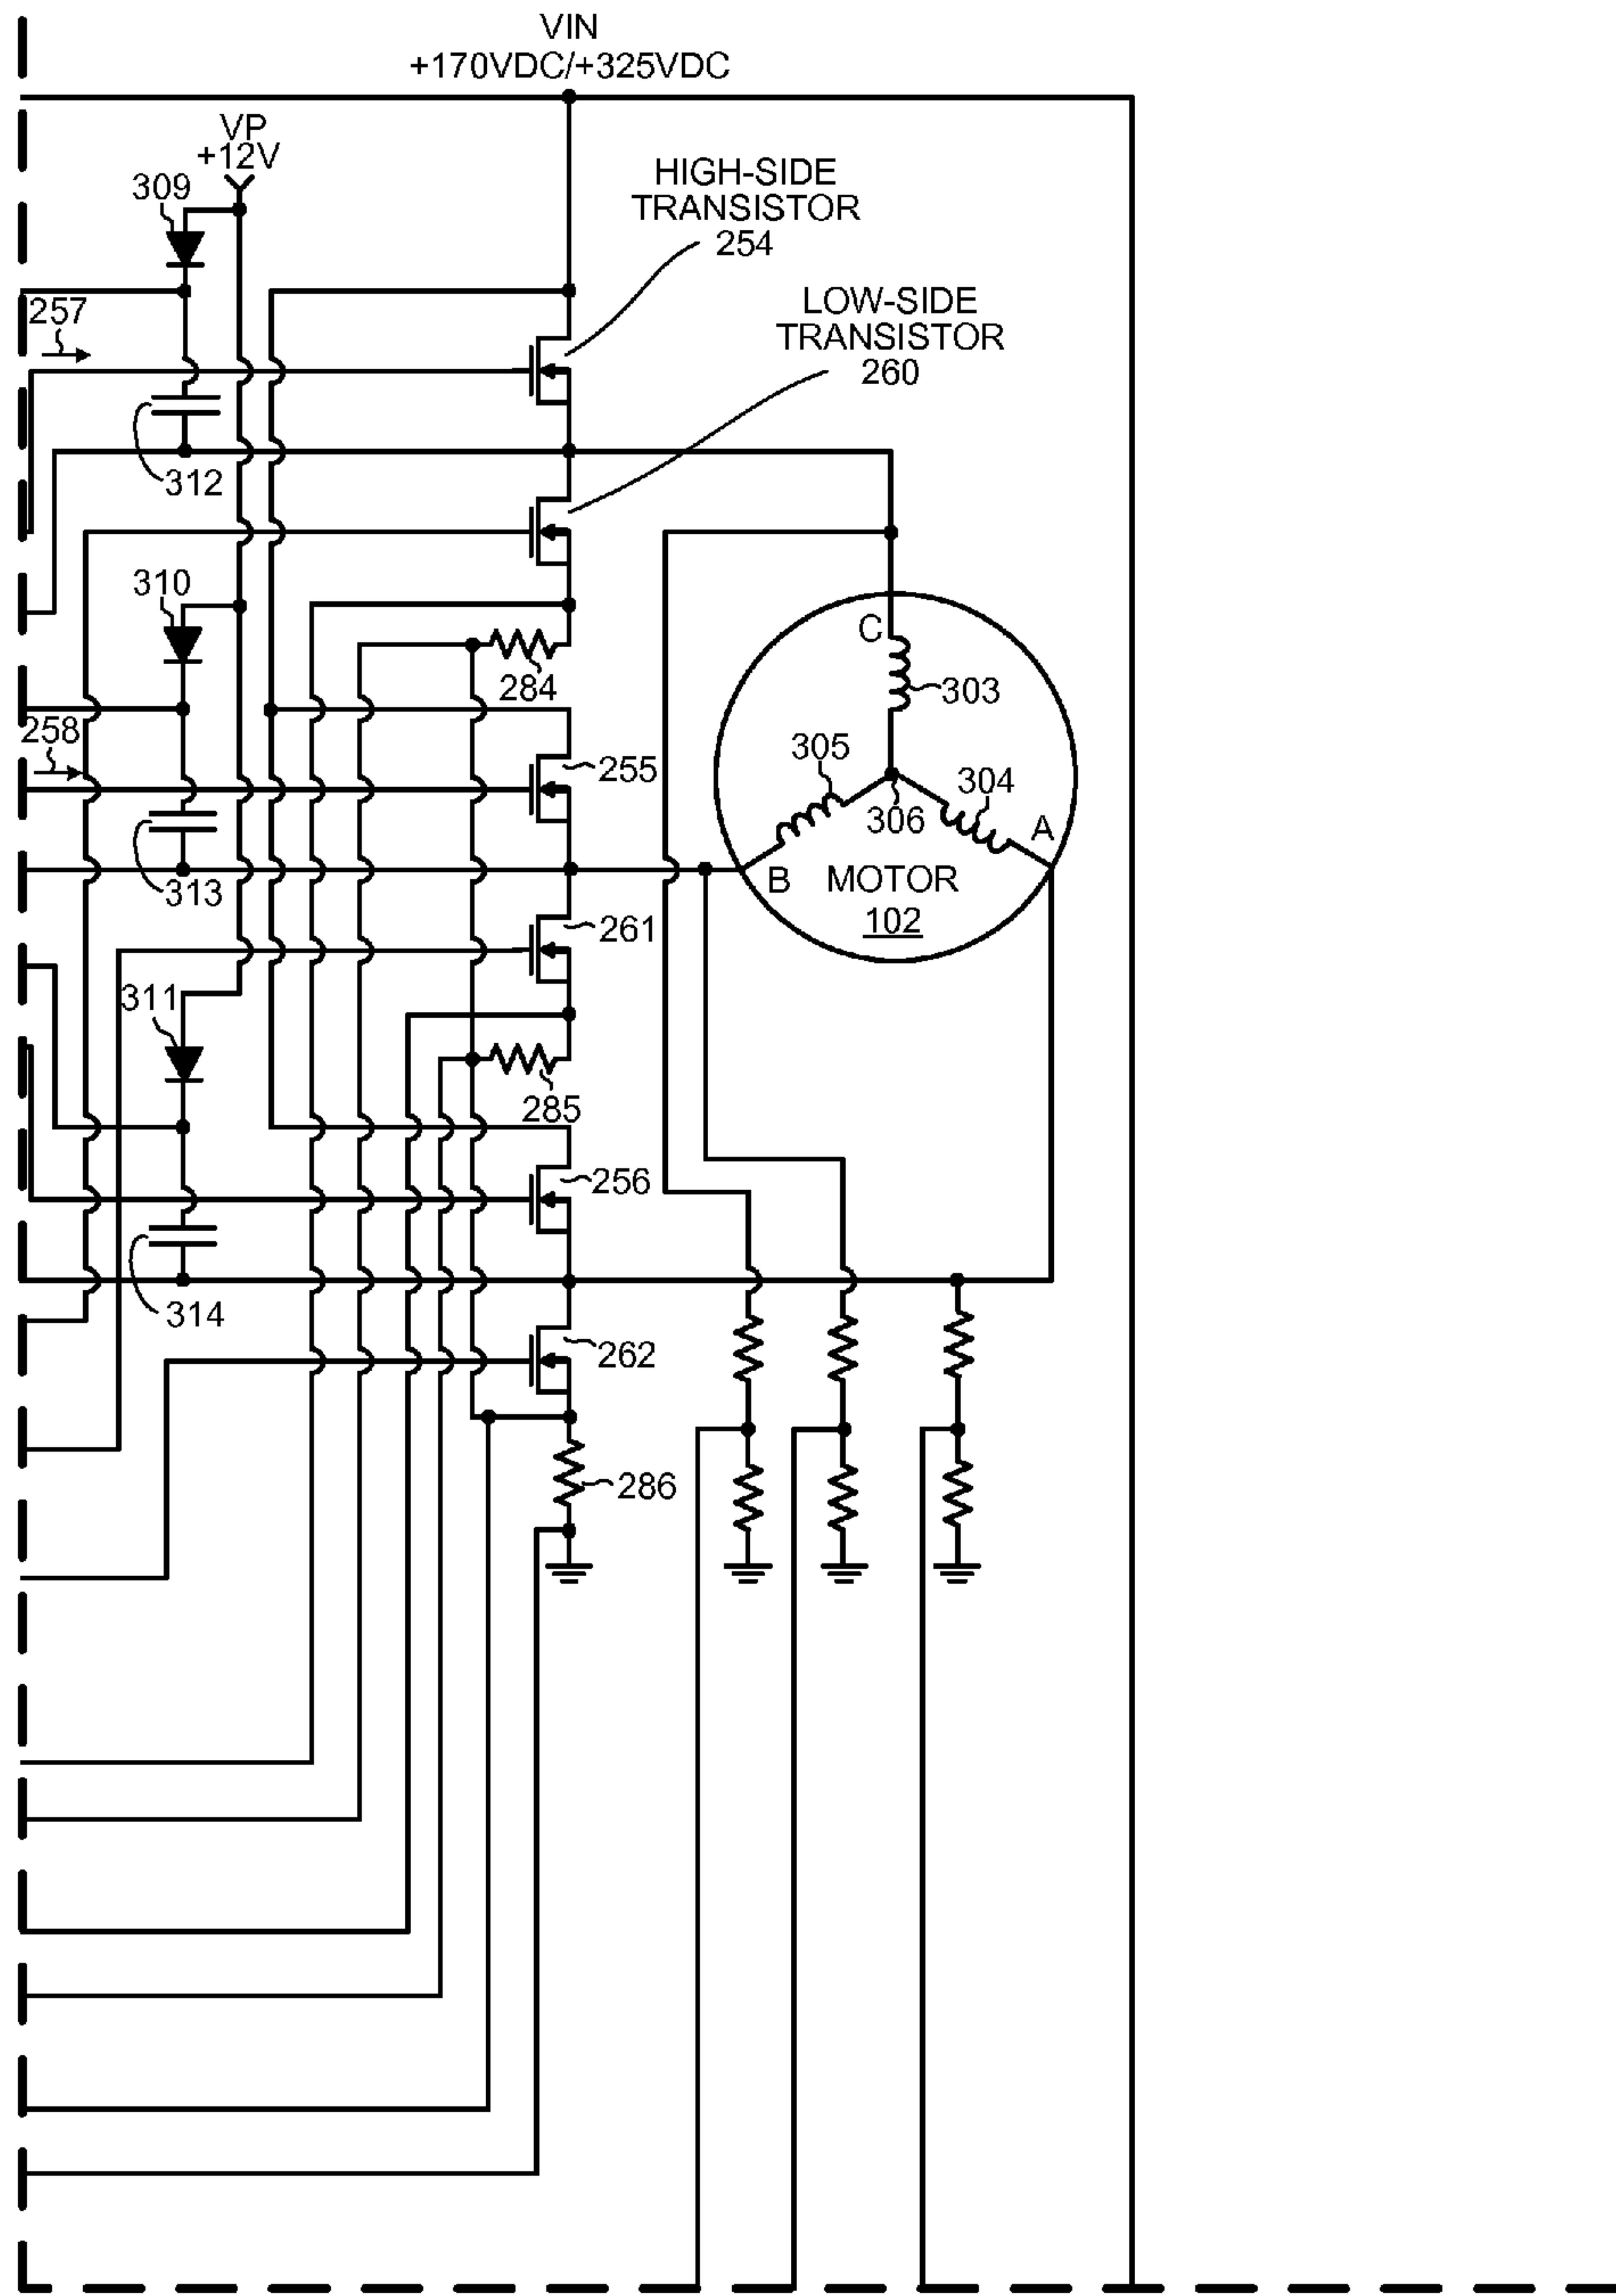 VIN
+170VDC/+325VDC
VP
+12V
309
HIGH-SIDE
TRANSISTOR
254
257
LOW-SIDE
TRANSISTOR
260
312
310
C
284
303
258
255
305
304
306
A
313
B
MOTOR
102
261
311
285
256
314
262
286